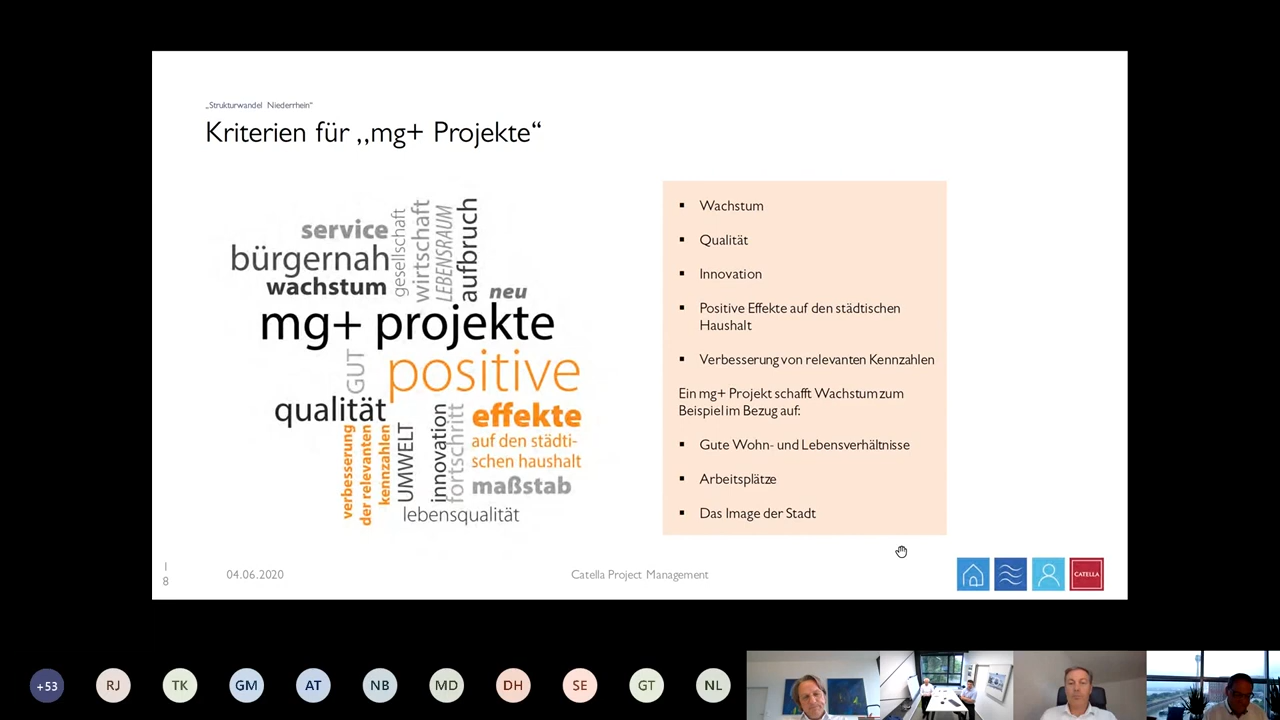 „Strukturwandel Niederrhein“
Kriterien für ,,mg+ Projekte“
service
bürgernah
wachstum
gesellschaft
wirtschaft
LEBENSRAUM
aufbruch
neu
mg+ projekte
GUT
positive
qualität
effekte
auf den städti-
schen haushalt
maßstab
verbesserung
der relevanten
kennzahlen
UMWELT
innovation
fortschritt
lebensqualität
▪ Wachstum
▪ Qualität
▪ Innovation
▪ Positive Effekte auf den städtischen
Haushalt
▪ Verbesserung von relevanten Kennzahlen
Ein mg+ Projekt schafft Wachstum zum
Beispiel im Bezug auf:
▪ Gute Wohn- und Lebensverhältnisse
▪ Arbeitsplätze
▪ Das Image der Stadt
1
8
04.06.2020
Catella Project Management
CATELLA
+53
RJ
TK
GM
AT
NB
MD
DH
SE
GT
NL